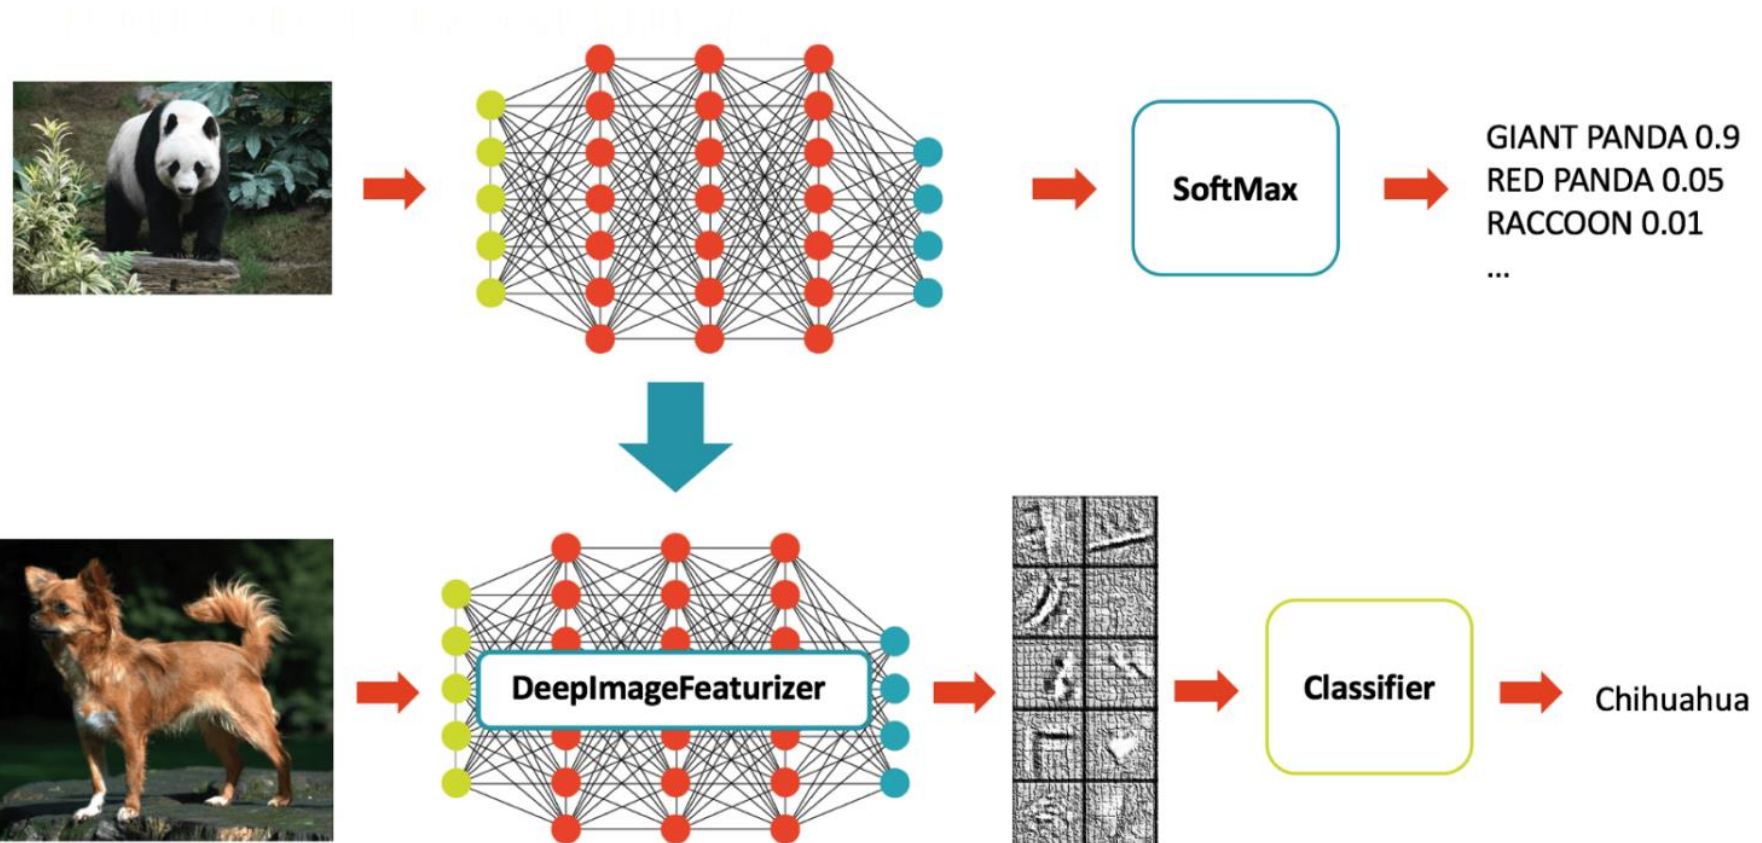 SoftMax
GIANT PANDA 0.9
RED PANDA 0.05
RACCOON 0.01
...
DeepImageFeaturizer
Classifier
Chihuahua